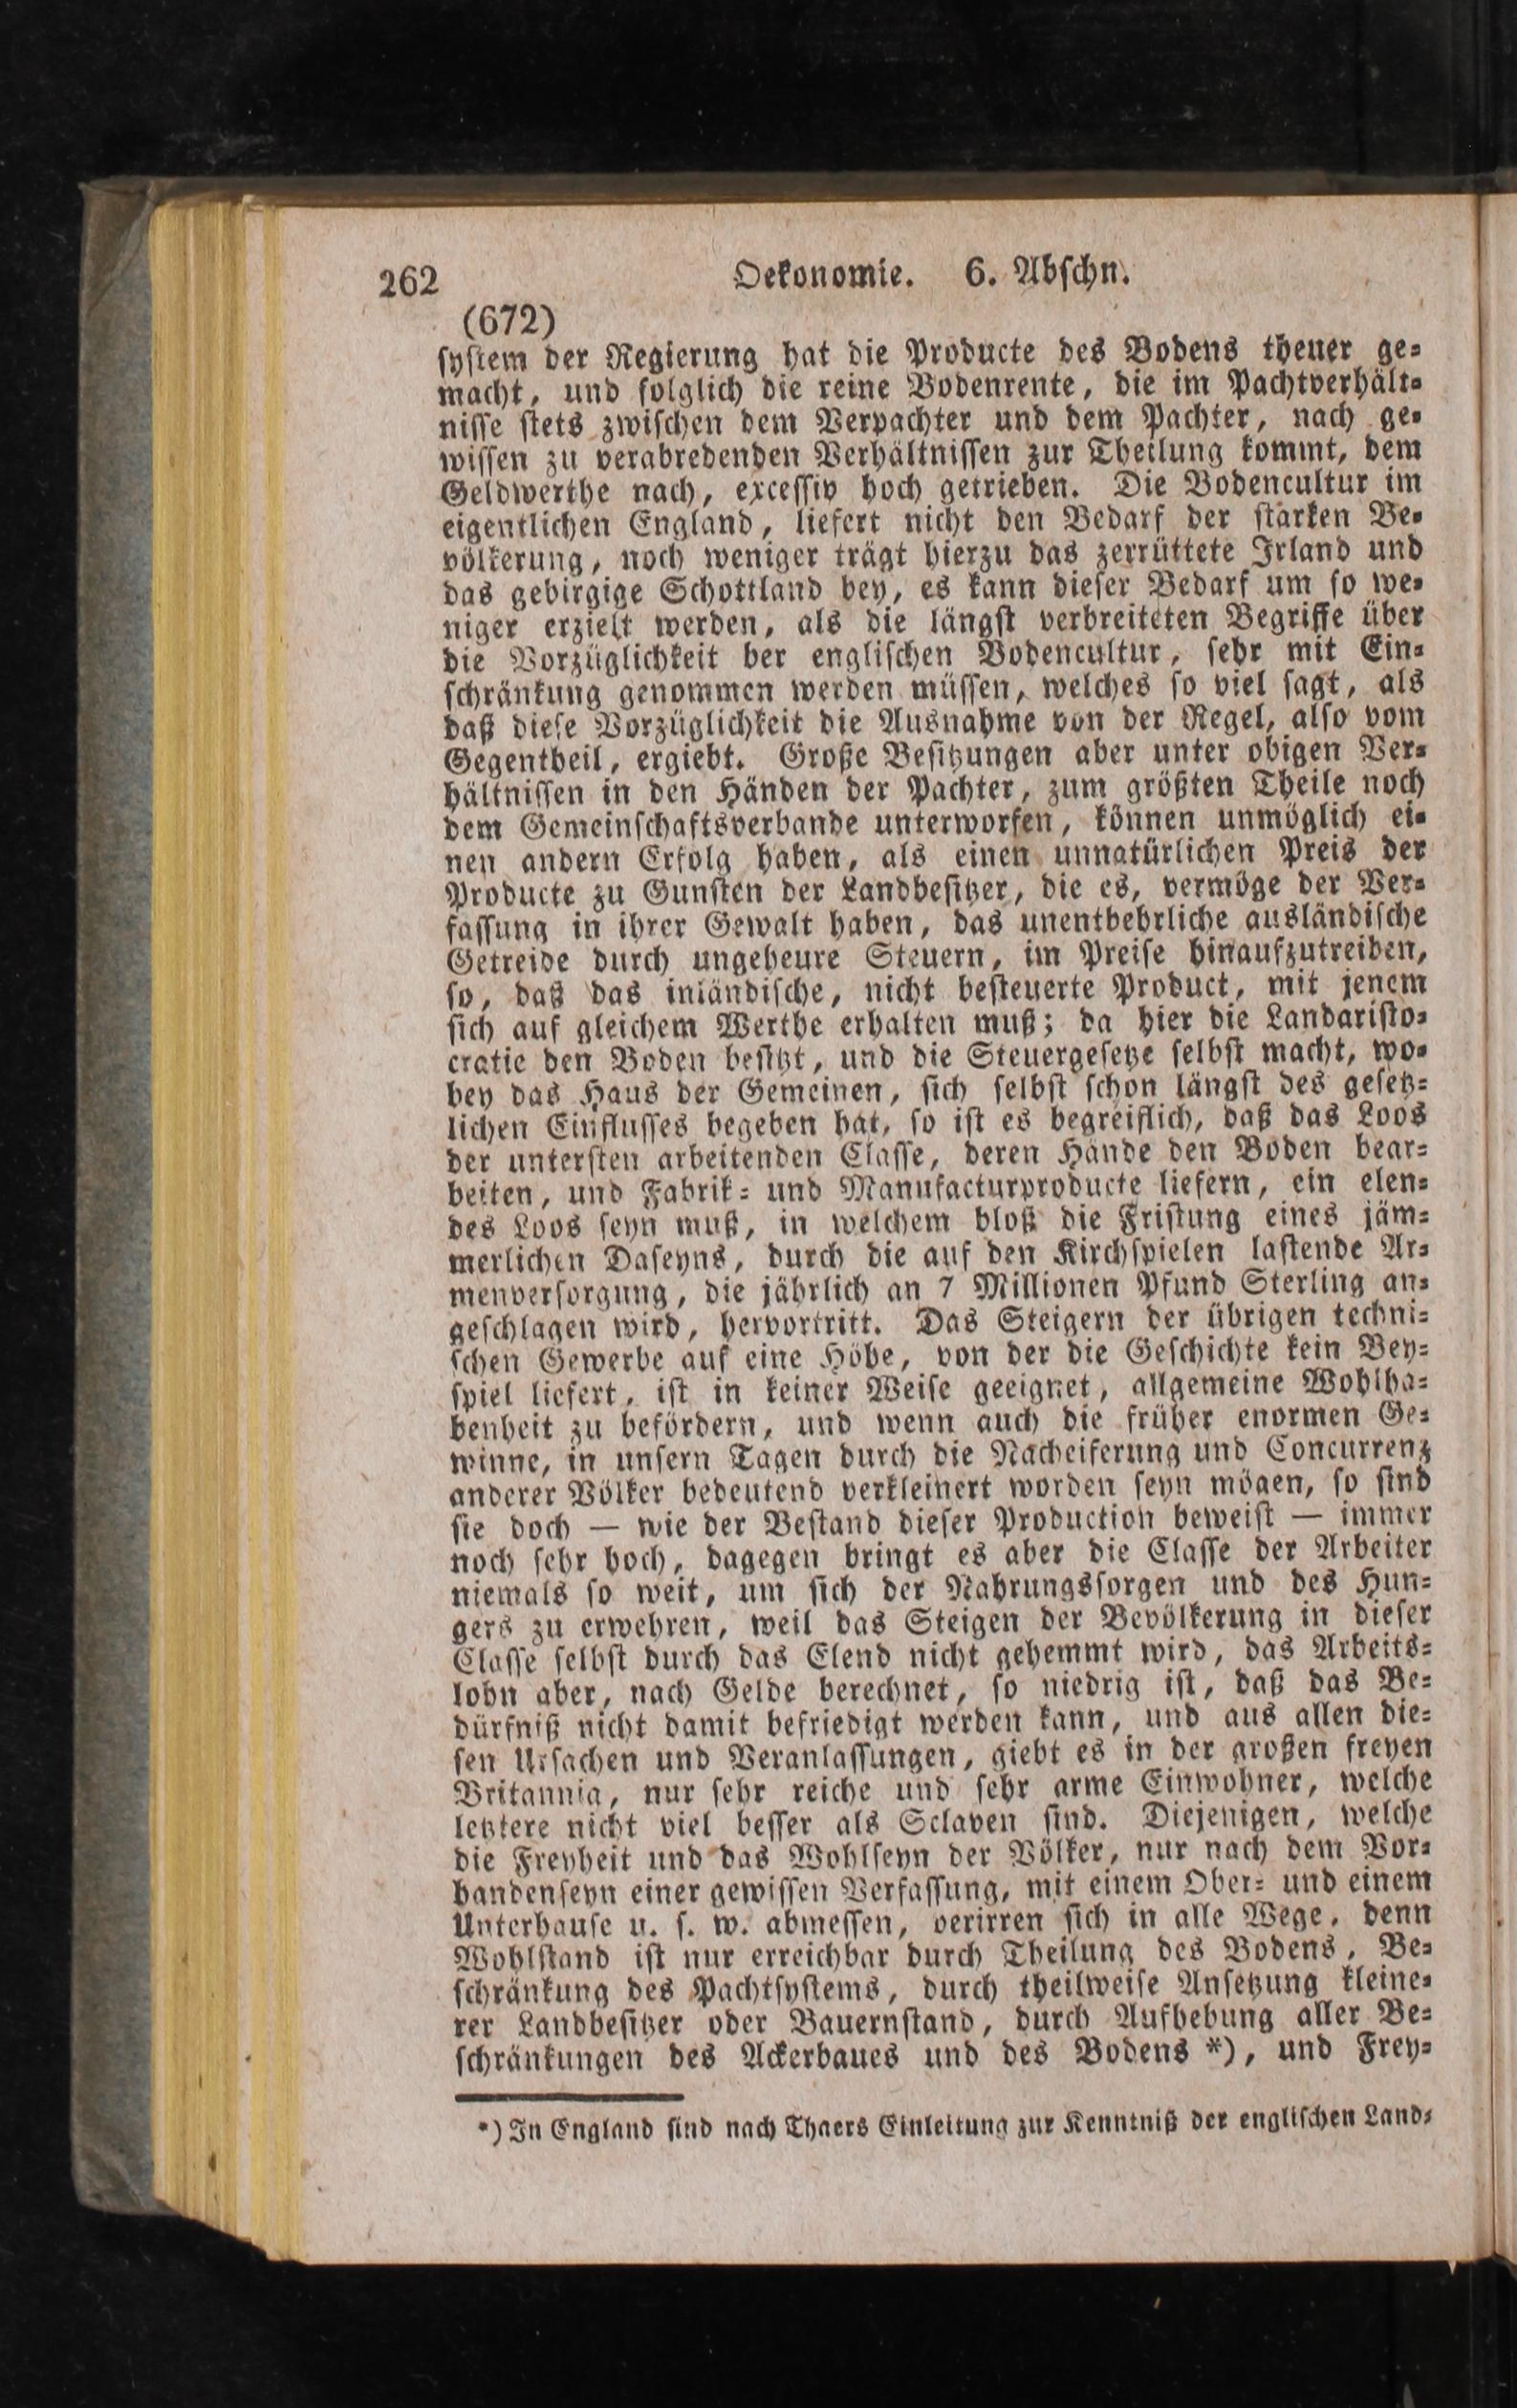 262 Oekonomie. 6. Abschn.
(672)
system der Regierung hat die Producte des Bodens theuer ge-
macht, und folglich die reine Bodenrente, die im Pachtverhält-
nisse stets zwischen dem Verpachter und dem Pachter, nach ge-
wissen zu verabredenden Verhältnissen zur Theilung kommt, dem
Geldwerthe nach, excessiv hoch getrieben. Die Bodencultur im
eigentlichen England, liefert nicht den Bedarf der starken Be-
völkerung, noch weniger trägt hierzu das zerrüttete Irland und
das gebirgige Schottland bey, es kann dieser Bedarf um so we-
niger erzielt werden, als die längst verbreiteten Begriffe über
die Vorzüglichkeit ber englischen Bodencultur, sehr mit Ein-
schränkung genommen werden müssen, welches so viel sagt, als
daß diese Vorzüglichkeit die Ausnahme von der Regel, also vom
Gegentheil, ergiebt. Große Besitzungen aber unter obigen Ver-
hältnissen in den Händen der Pachter, zum größten Theile noch
dem Gemeinschaftsverbande unterworfen, können unmöglich ei-
nen andern Erfolg haben, als einen unnatürlichen Preis der
Producte zu Gunsten der Landbesitzer, die es, vermöge der Ver-
fassung in ihrer Gewalt haben, das unentbehrliche ausländische
Getreide durch ungeheure Steuern, im Preise hinaufzutreiben,
so, daß das inländische, nicht besteuerte Product, mit jenem
sich auf gleichem Werthe erhalten muß; da hier die Landaristo-
cratie den Boden besitzt, und die Steuergesetze selbst macht, wo-
bey das Haus der Gemeinen, sich selbst schon längst des gesetz-
lichen Einflusses begeben hat, so ist es begreiflich, daß das Loos
der untersten arbeitenden Classe, deren Hände den Boden bear-
beiten, und Fabrik- und Manufacturproducte liefern, ein elen-
des Loos seyn muß, in welchem bloß die Fristung eines jäm-
merlichen Daseyns, durch die auf den Kirchspielen lastende Ar-
menversorgung, die jährlich an 7 Millionen Pfund Sterling an-
geschlagen wird, hervortritt. Das Steigern der übrigen techni-
schen Gewerbe auf eine Höhe, von der die Geschichte kein Bey-
spiel liefert, ist in keiner Weise geeignet, allgemeine Wohlha-
benheit zu befördern, und wenn auch die früher enormen Ge-
winne, in unsern Tagen durch die Nacheiferung und Concurrenz
anderer Völker bedeutend verkleinert worden seyn mögen, so sind
sie doch — wie der Bestand dieser Production beweist — immer
noch sehr hoch, dagegen bringt es aber die Classe der Arbeiter
niemals so weit, um sich der Nahrungssorgen und des Hun-
gers zu erwehren, weil das Steigen der Bevölkerung in dieser
Classe selbst durch das Elend nicht gehemmt wird, das Arbeits-
lohn aber, nach Gelde berechnet, so niedrig ist, daß das Be-
dürfniß nicht damit befriedigt werden kann, und aus allen die-
sen Ursachen und Veranlassungen, giebt es in der großen freyen
Britannia, nur sehr reiche und sehr arme Einwohner, welche
letztere nicht viel besser als Sclaven sind. Diejenigen, welche
die Freyheit und das Wohlseyn der Völker, nur nach dem Vor-
handenseyn einer gewissen Verfassung, mit einem Ober- und einem
Unterhause u. s. w. abmessen, verirren sich in alle Wege, denn
Wohlstand ist nur erreichbar durch Theilung des Bodens, Be-
schränkung des Pachtsystems, durch theilweise Ansetzung kleine-
rer Landbesitzer oder Bauernstand, durch Aufhebung aller Be-
schränkungen des Ackerbaues und des Bodens *), und Frey-
*) In England sind nach Thaers Einleitung zur Kenntniß der englischen Land-